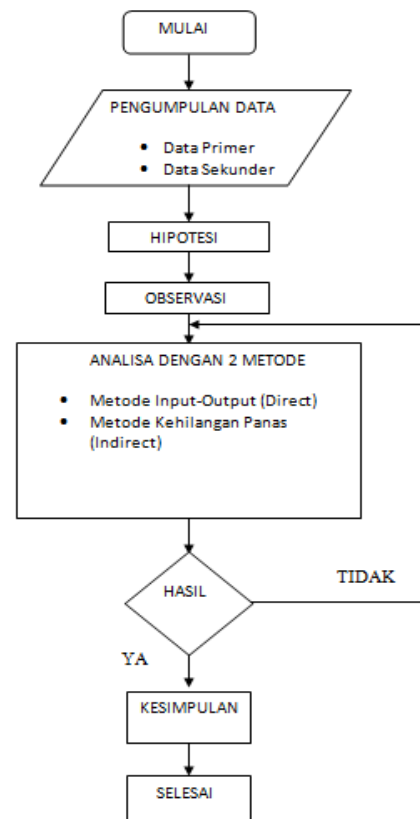 MULAI
PENGUMPULAN DATA
• Data Primer
• Data Sekunder
HIPOTESI
OBSERVASI
ANALISA DENGAN 2 METODE
• Metode Input-Output (Direct)
• Metode Kehilangan Panas
(Indirect)
HASIL
TIDAK
YA
KESIMPULAN
SELESAI